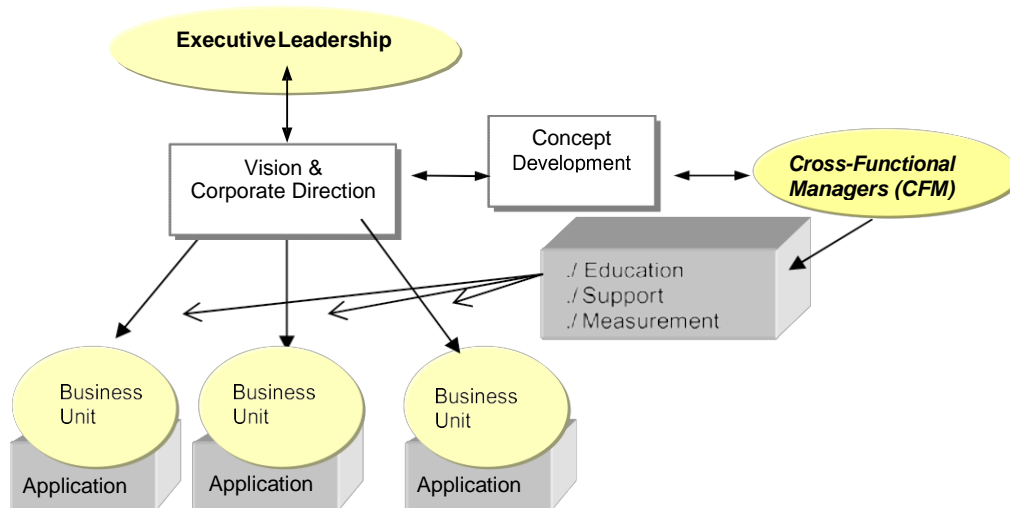 Executive Leadership
Concept
Development
Vision &
Corporate Direction
Cross-Functional
Managers (CFM)
./ Education
./ Support
./ Measurement
Business
Unit
Business
Unit
Business
Unit
Application
Application
Application